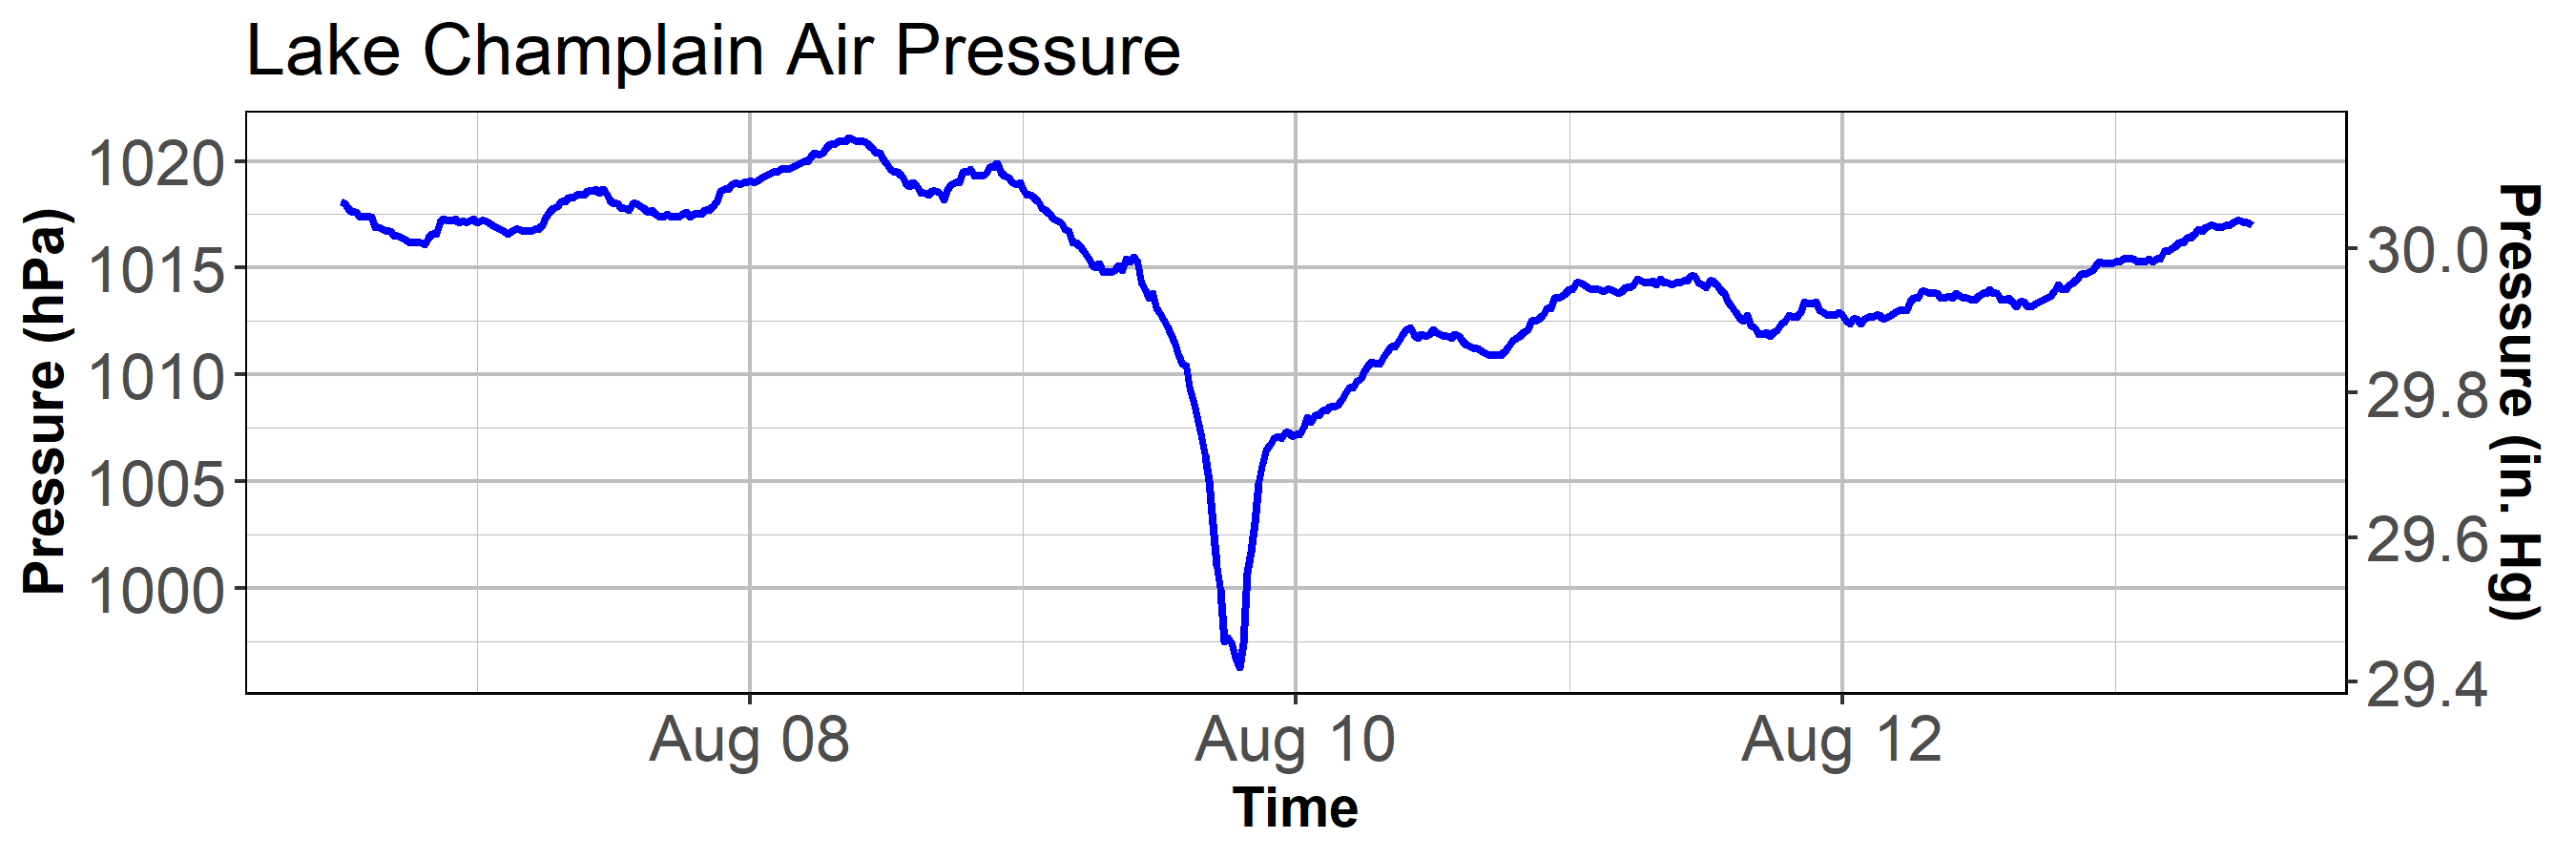 Lake Champlain Air Pressure
Pressure (hPa)
1020
1015
1010
1005
1000
30.0
29.8
29.6
29.4
Pressure (in. Hg)
Aug 08
Aug 10
Aug 12
Time